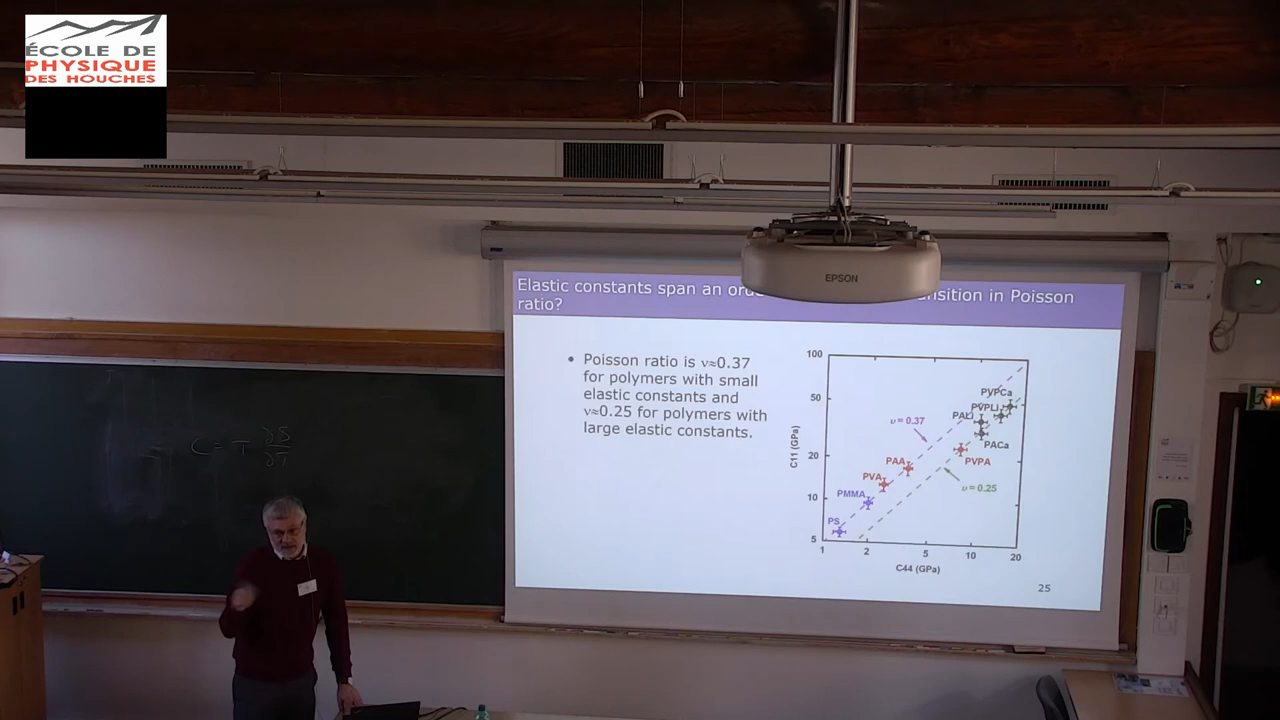 ÉCOLE DE
PHYSIQUE
DES HOUCHES
EPSON
Elastic constants span an
nsition in Poisson
ratio?
• Poisson ratio is ν≈0.37
for polymers with small
elastic constants and
ν≈0.25 for polymers with
large elastic constants.
100
50
20
10
5
C11 (GPa)
PVPCa
PVPLi
PALi
PACa
υ = 0.37
PAA
PVPA
PVA
υ = 0.25
PMMA
PS
1
2
5
10
20
C44 (GPa)
25
C = T ∂S
∂T